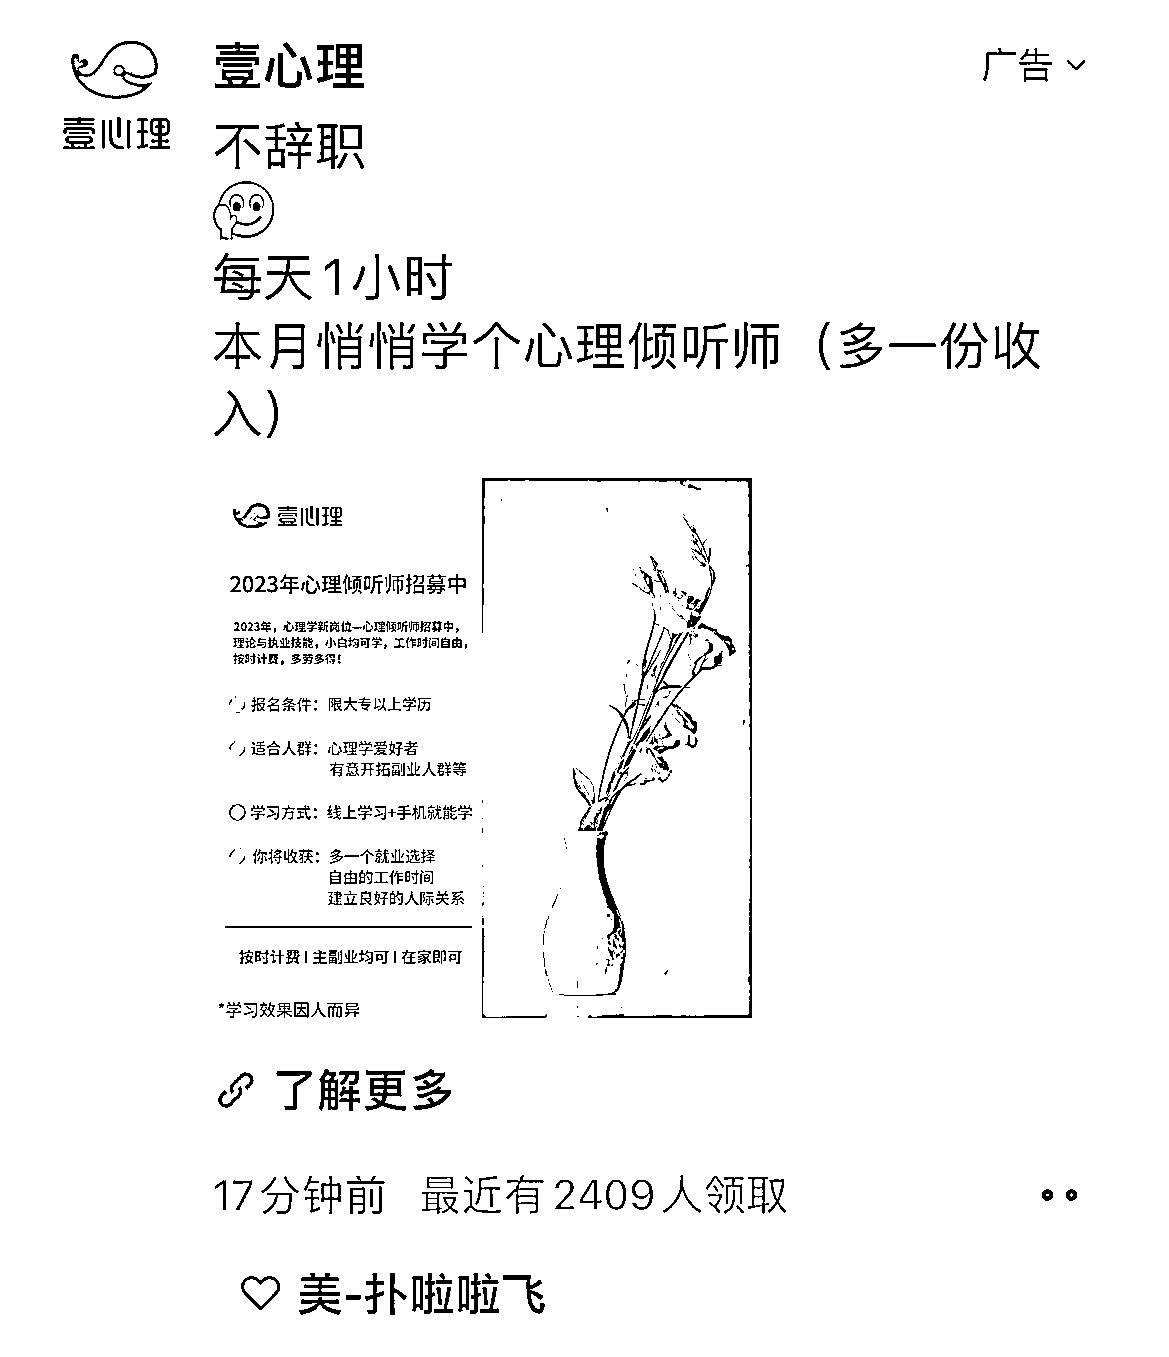 壹心理
广告
壹心理
不辞职
每天1小时
本月悄悄学个心理倾听师（多一份收
入）
壹心理
2023年心理倾听师招募中
2023年，心理学新岗位—心理倾听师招募中，
理论与执业技能，小白均可学，工作时间自由，
按时计费，多劳多得！
报名条件：限大专以上学历
适合人群：心理学爱好者
有意开拓副业人群等
学习方式：线上学习+手机就能学
你将收获：多一个就业选择
自由的工作时间
建立良好的人际关系
按时计费 | 主副业均可 | 在家即可
*学习效果因人而异
了解更多
17分钟前 最近有2409人领取
美-扑啦啦飞